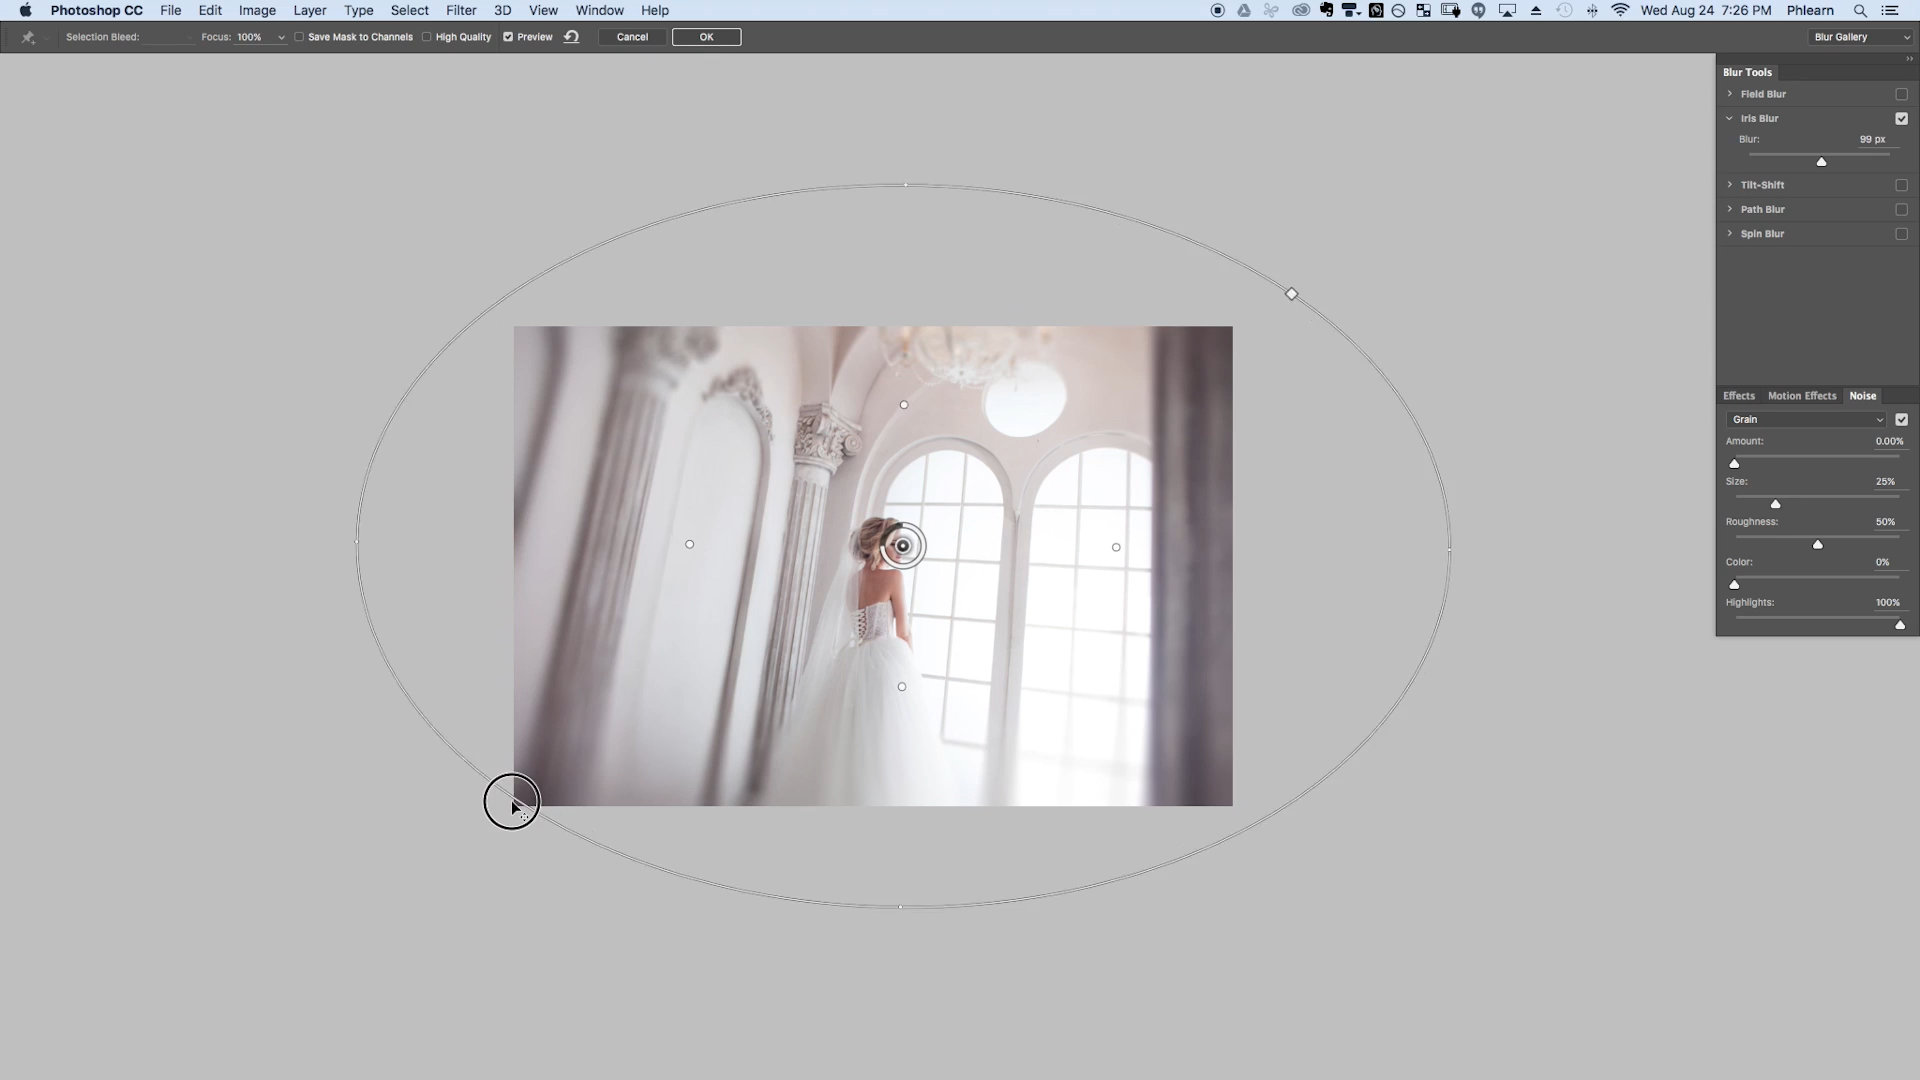 Photoshop CC File Edit Image Layer Type Select Filter 3D View Window Help Wed Aug 24 7:26 PM Phlearn
Selection Bleed: Focus: 100% Save Mask to Channels High Quality Preview Cancel OK Blur Gallery
Blur Tools
Field Blur
Iris Blur
Blur: 99 px
Tilt-Shift
Path Blur
Spin Blur
Effects Motion Effects Noise
Grain
Amount: 0.00%
Size: 25%
Roughness: 50%
Color: 0%
Highlights: 100%